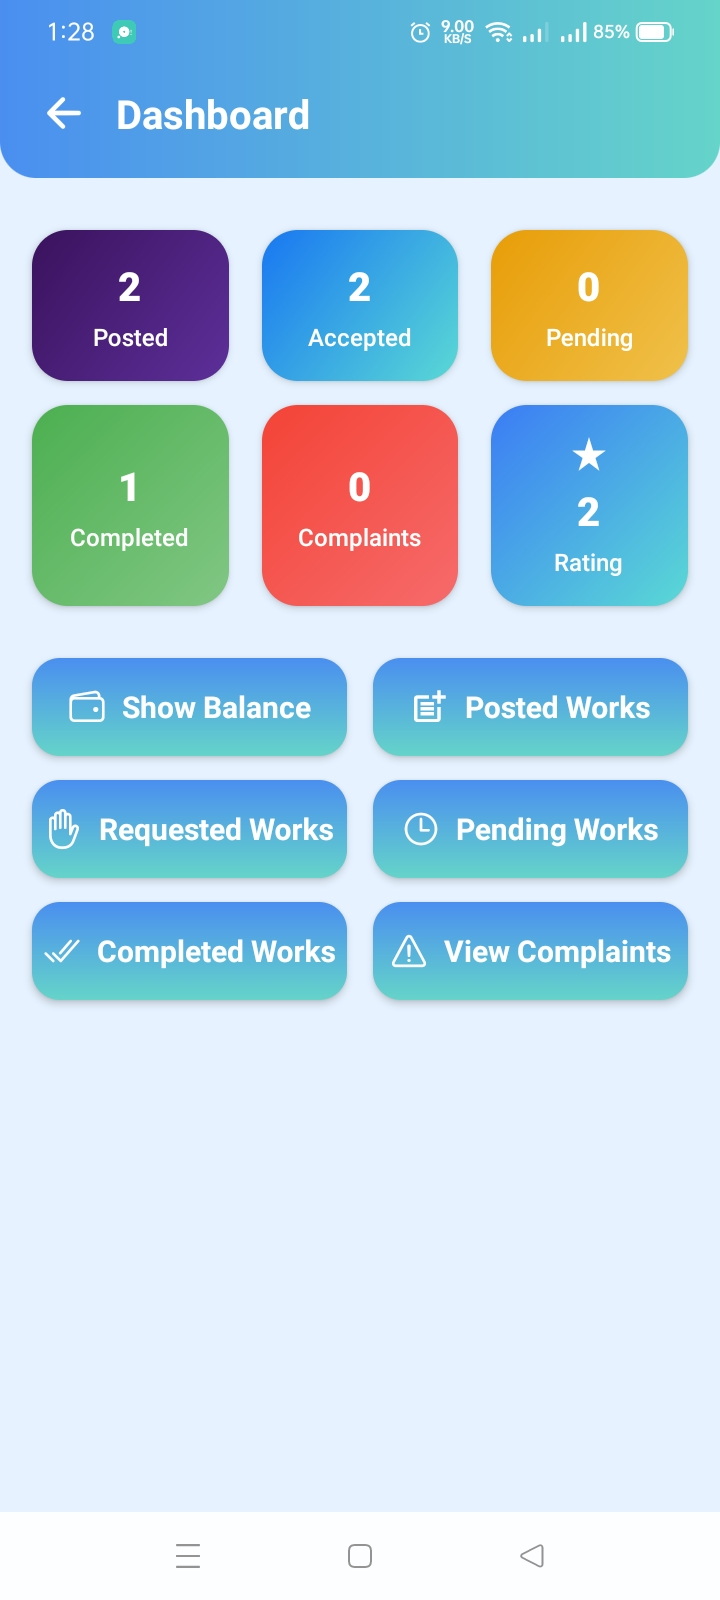 1:28 9.00 KB/S 85%
Dashboard
2 2 0
Posted Accepted Pending
1 0 2
Completed Complaints Rating
Show Balance Posted Works
Requested Works Pending Works
Completed Works View Complaints